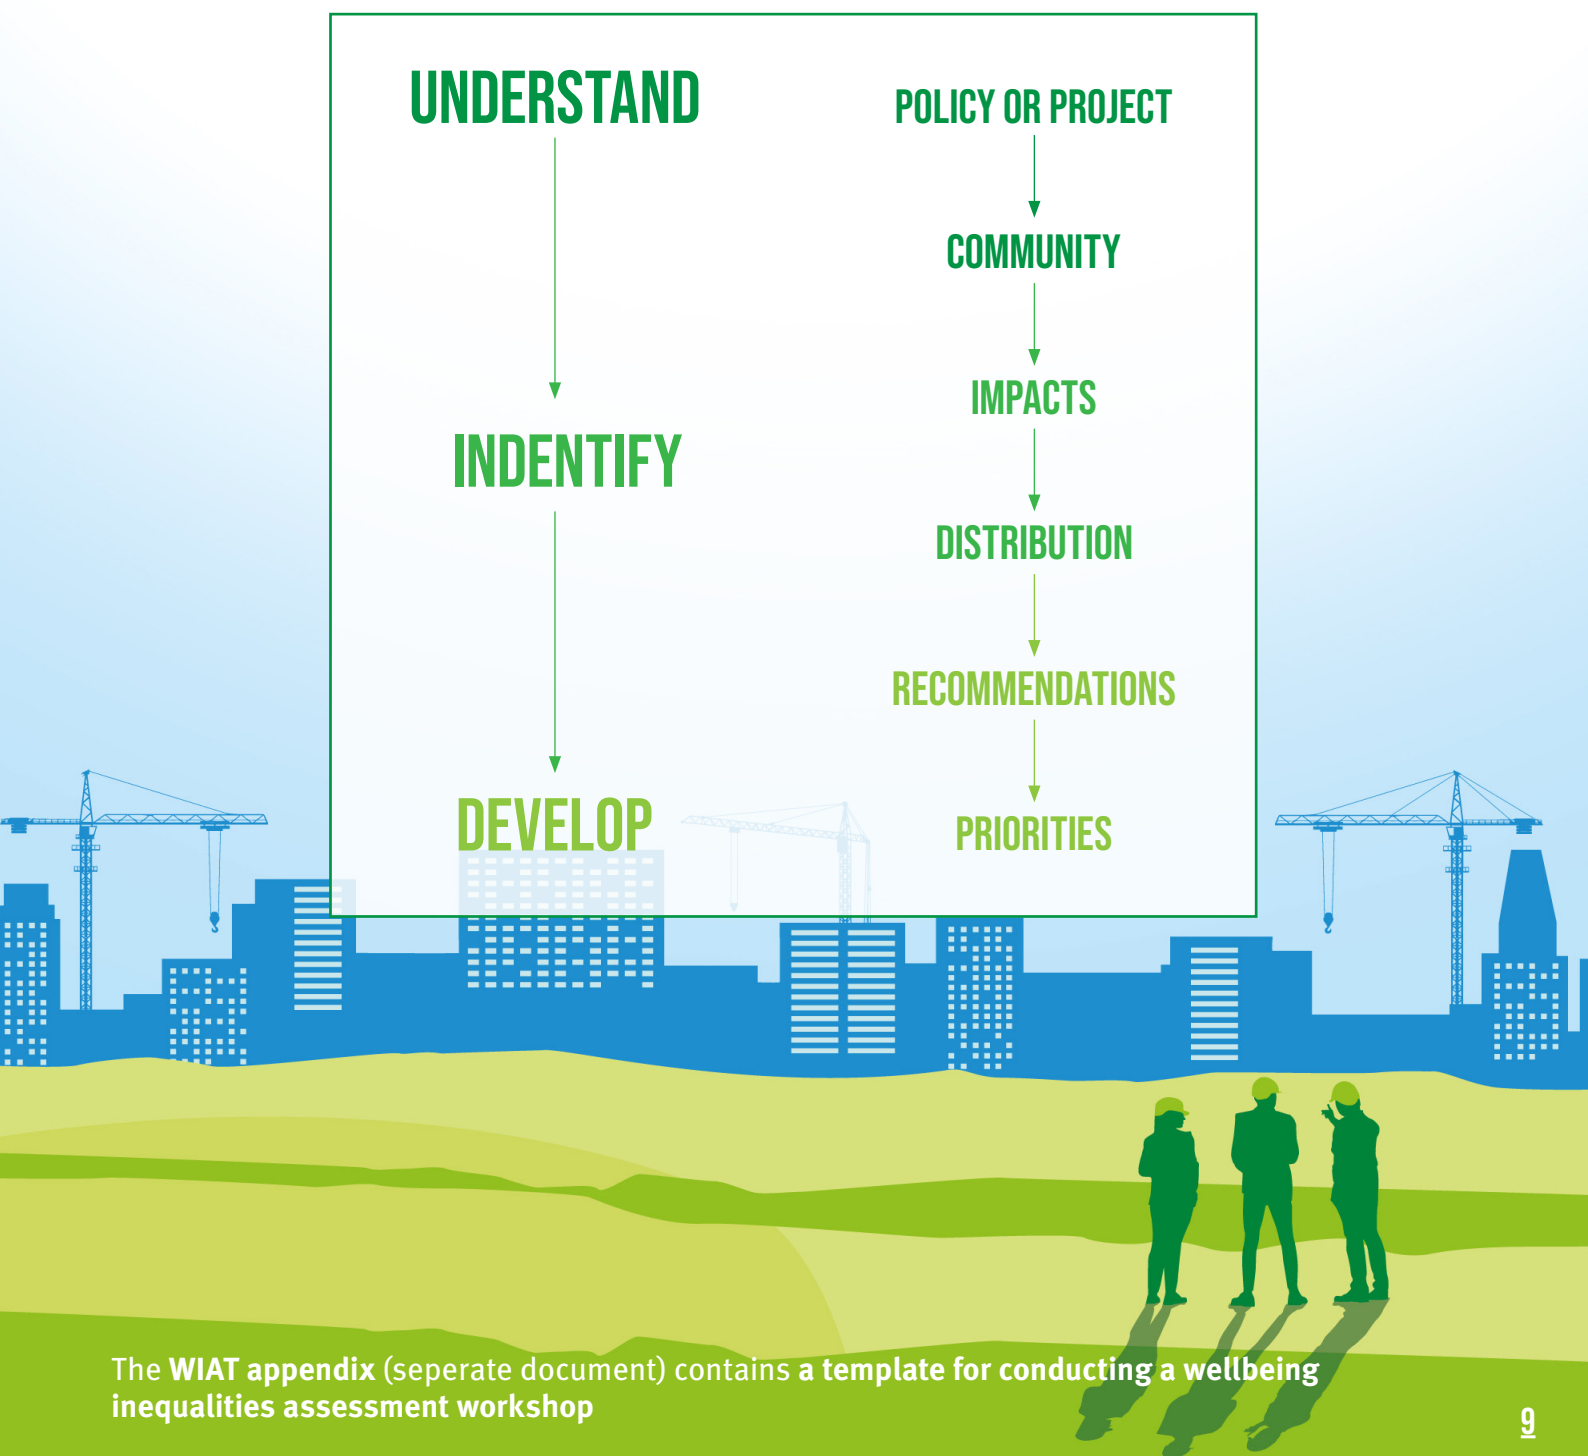 UNDERSTAND
POLICY OR PROJECT
COMMUNITY
IMPACTS
INDENTIFY
DISTRIBUTION
RECOMMENDATIONS
DEVELOP
PRIORITIES
The WIAT appendix (seperate document) contains a template for conducting a wellbeing
inequalities assessment workshop
9